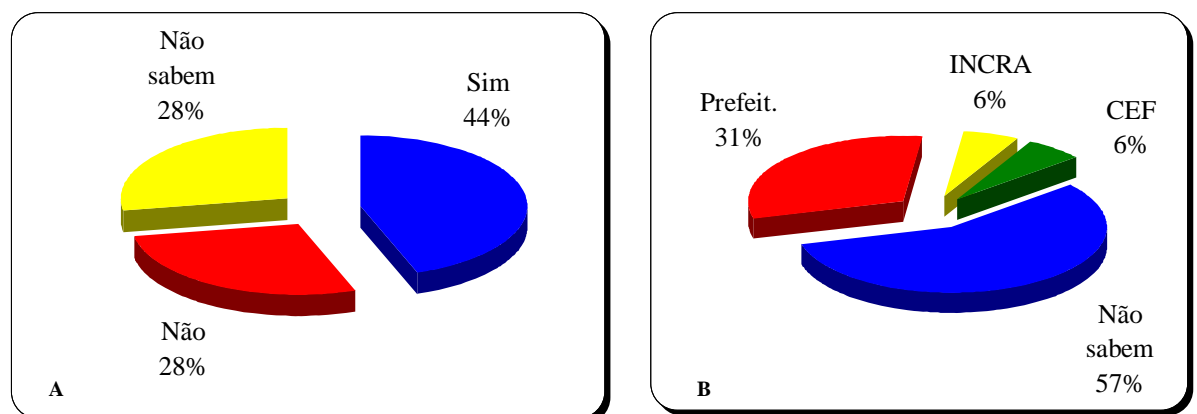 Não
sabem
28%
Sim
44%
Não
28%
A
INCRA
6%
Prefeit.
31%
CEF
6%
Não
sabem
57%
B